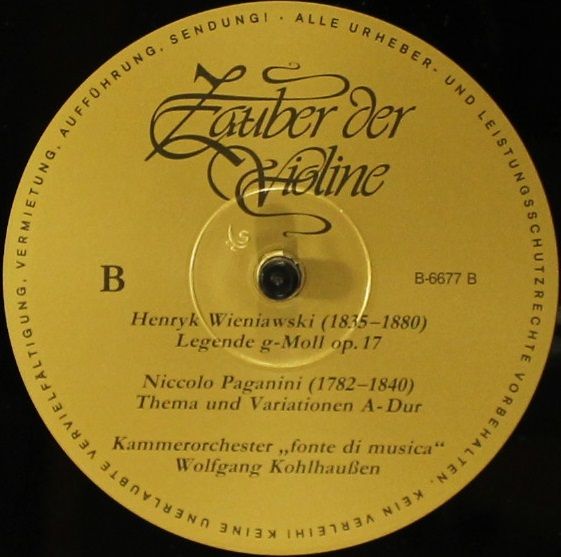 ALLE URHEBER- UND LEISTUNGSSCHUTZRECHTE VORBEHALTEN. KEIN VERLEIH! KEINE UNERLAUBTE VERVIELFÄLTIGUNG, VERMIETUNG, AUFFÜHRUNG, SENDUNG! ·
Zauber der
Violine
B
B-6677 B
Henryk Wieniawski (1835–1880)
Legende g-Moll op. 17
Niccolo Paganini (1782–1840)
Thema und Variationen A-Dur
Kammerorchester „fonte di musica“
Wolfgang Kohlhaußen